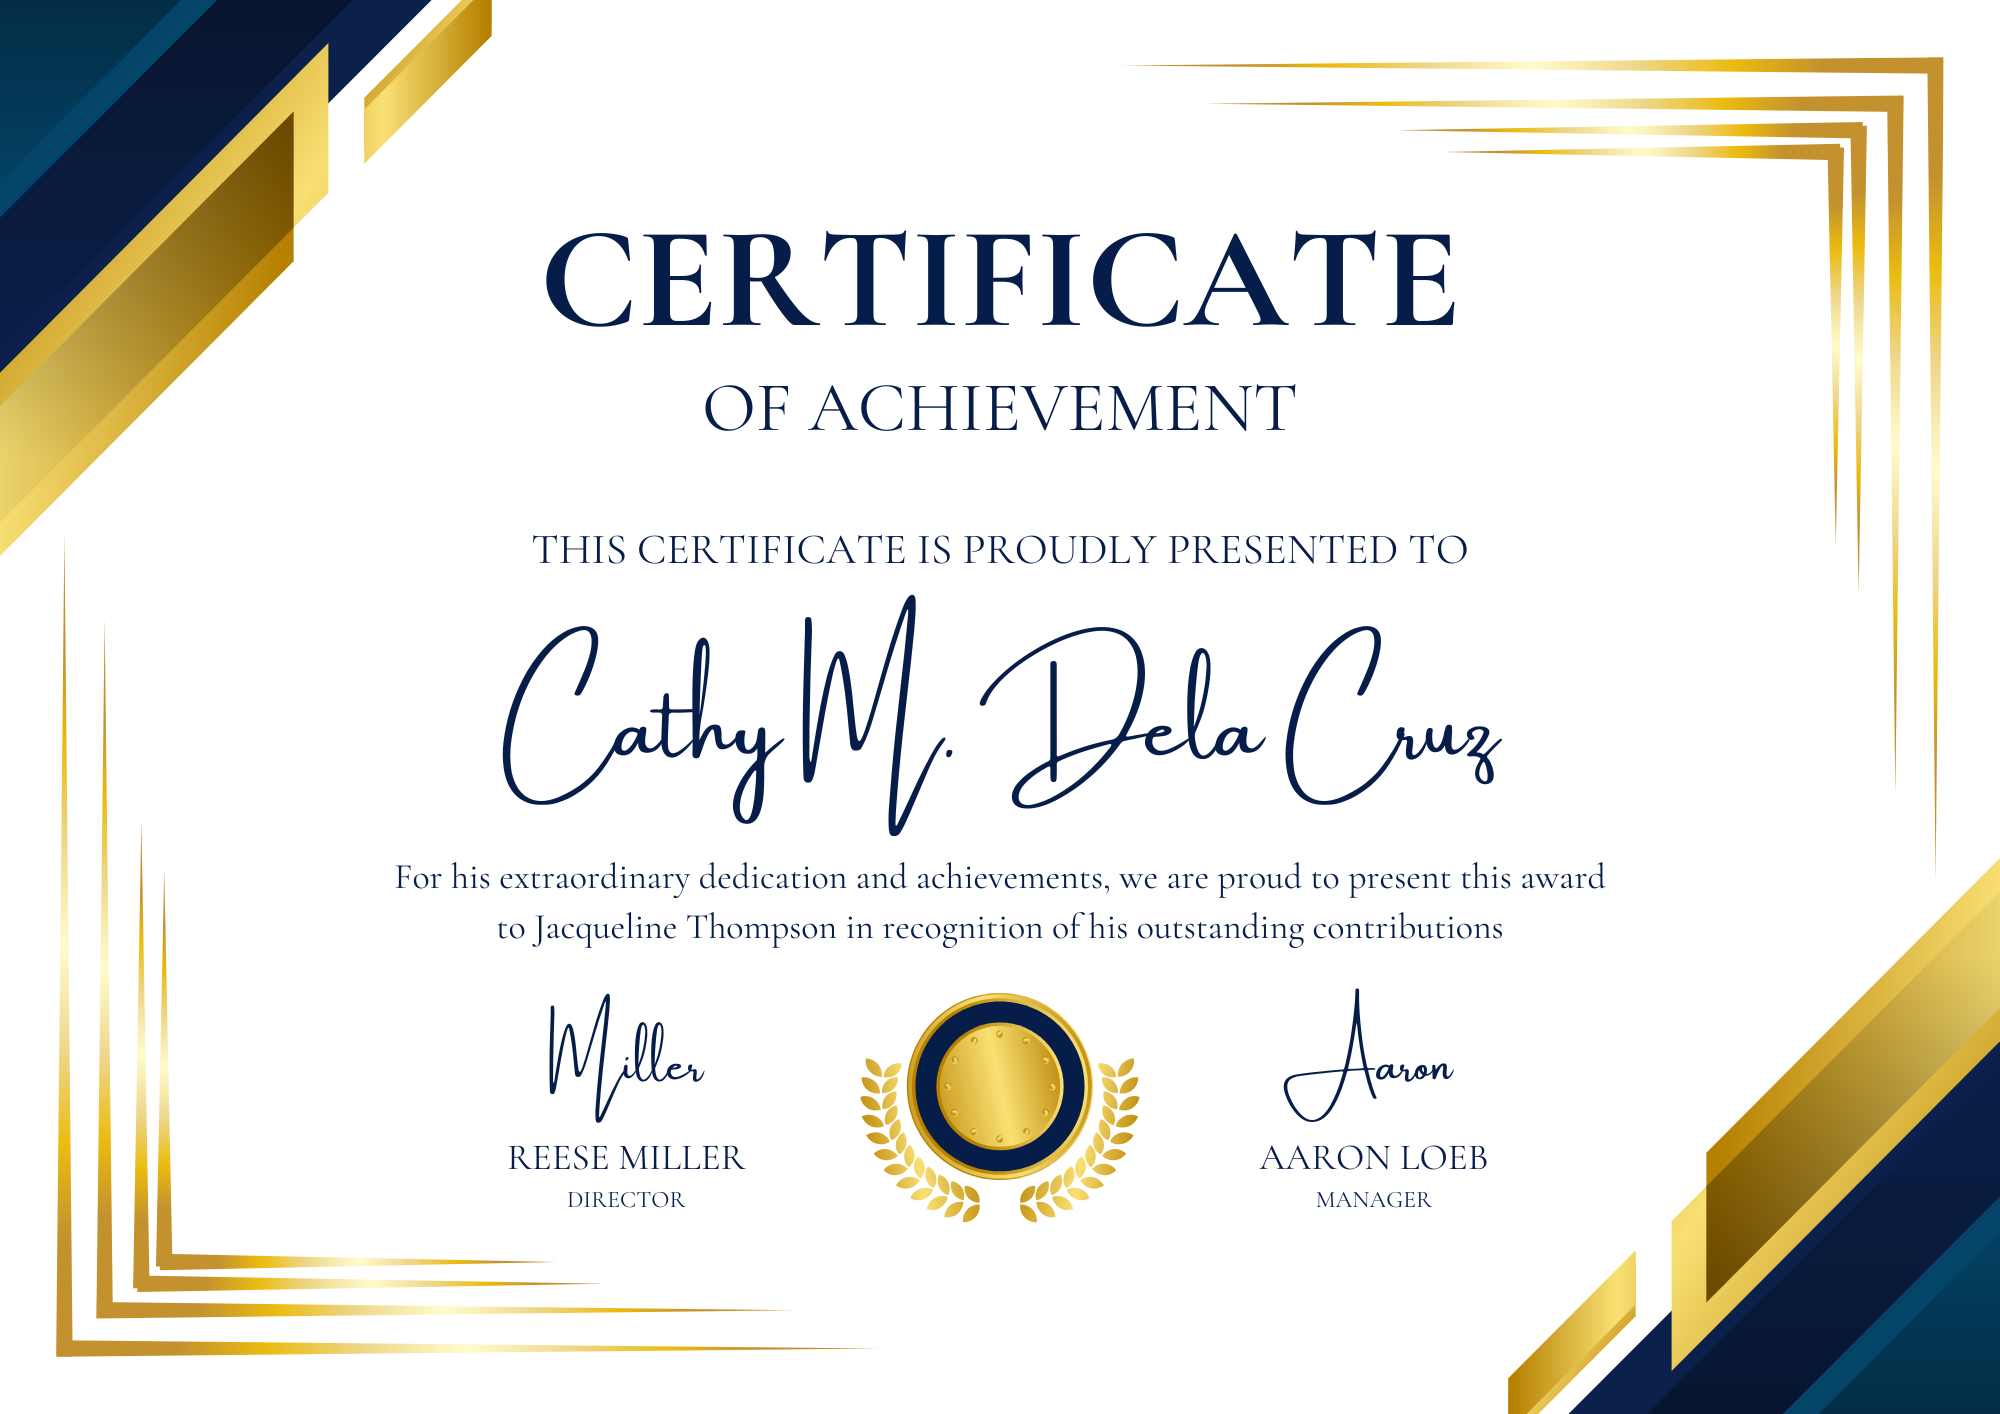 CERTIFICATE
OF ACHIEVEMENT
THIS CERTIFICATE IS PROUDLY PRESENTED TO
Cathy M. Dela Cruz
For his extraordinary dedication and achievements, we are proud to present this award
to Jacqueline Thompson in recognition of his outstanding contributions
Miller
REESE MILLER
DIRECTOR
Aaron
AARON LOEB
MANAGER